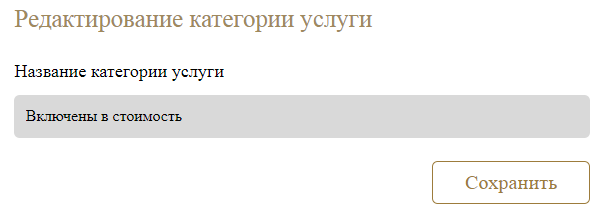 Редактирование категории услуги
Название категории услуги
Включены в стоимость
Сохранить